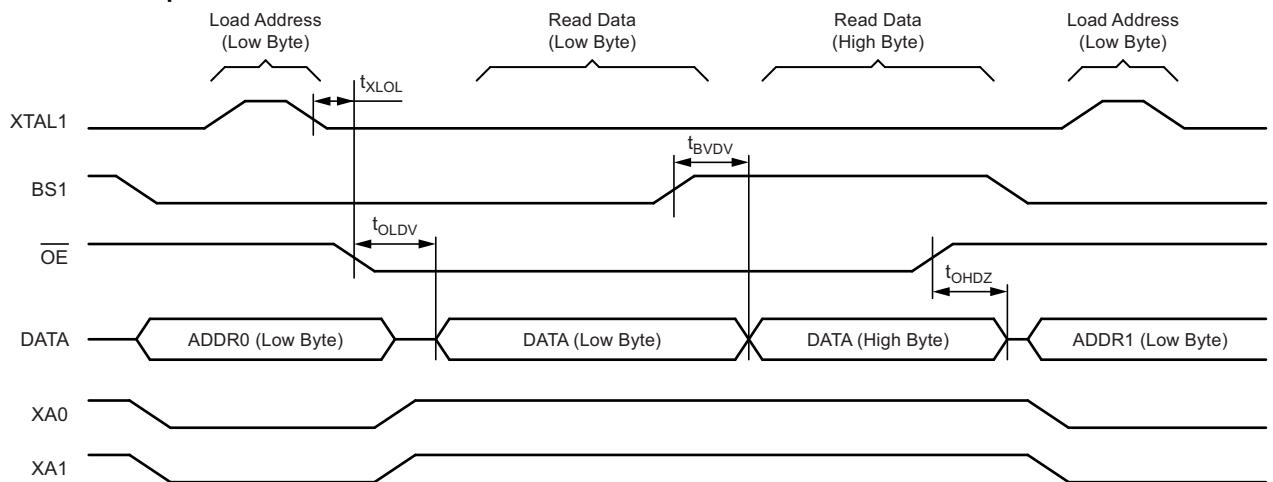 Load Address
(Low Byte)
Read Data
(Low Byte)
Read Data
(High Byte)
Load Address
(Low Byte)
tXLOL
XTAL1
tBVDV
BS1
tOLDV
OE
tOHDZ
DATA
ADDR0 (Low Byte)
DATA (Low Byte)
DATA (High Byte)
ADDR1 (Low Byte)
XA0
XA1